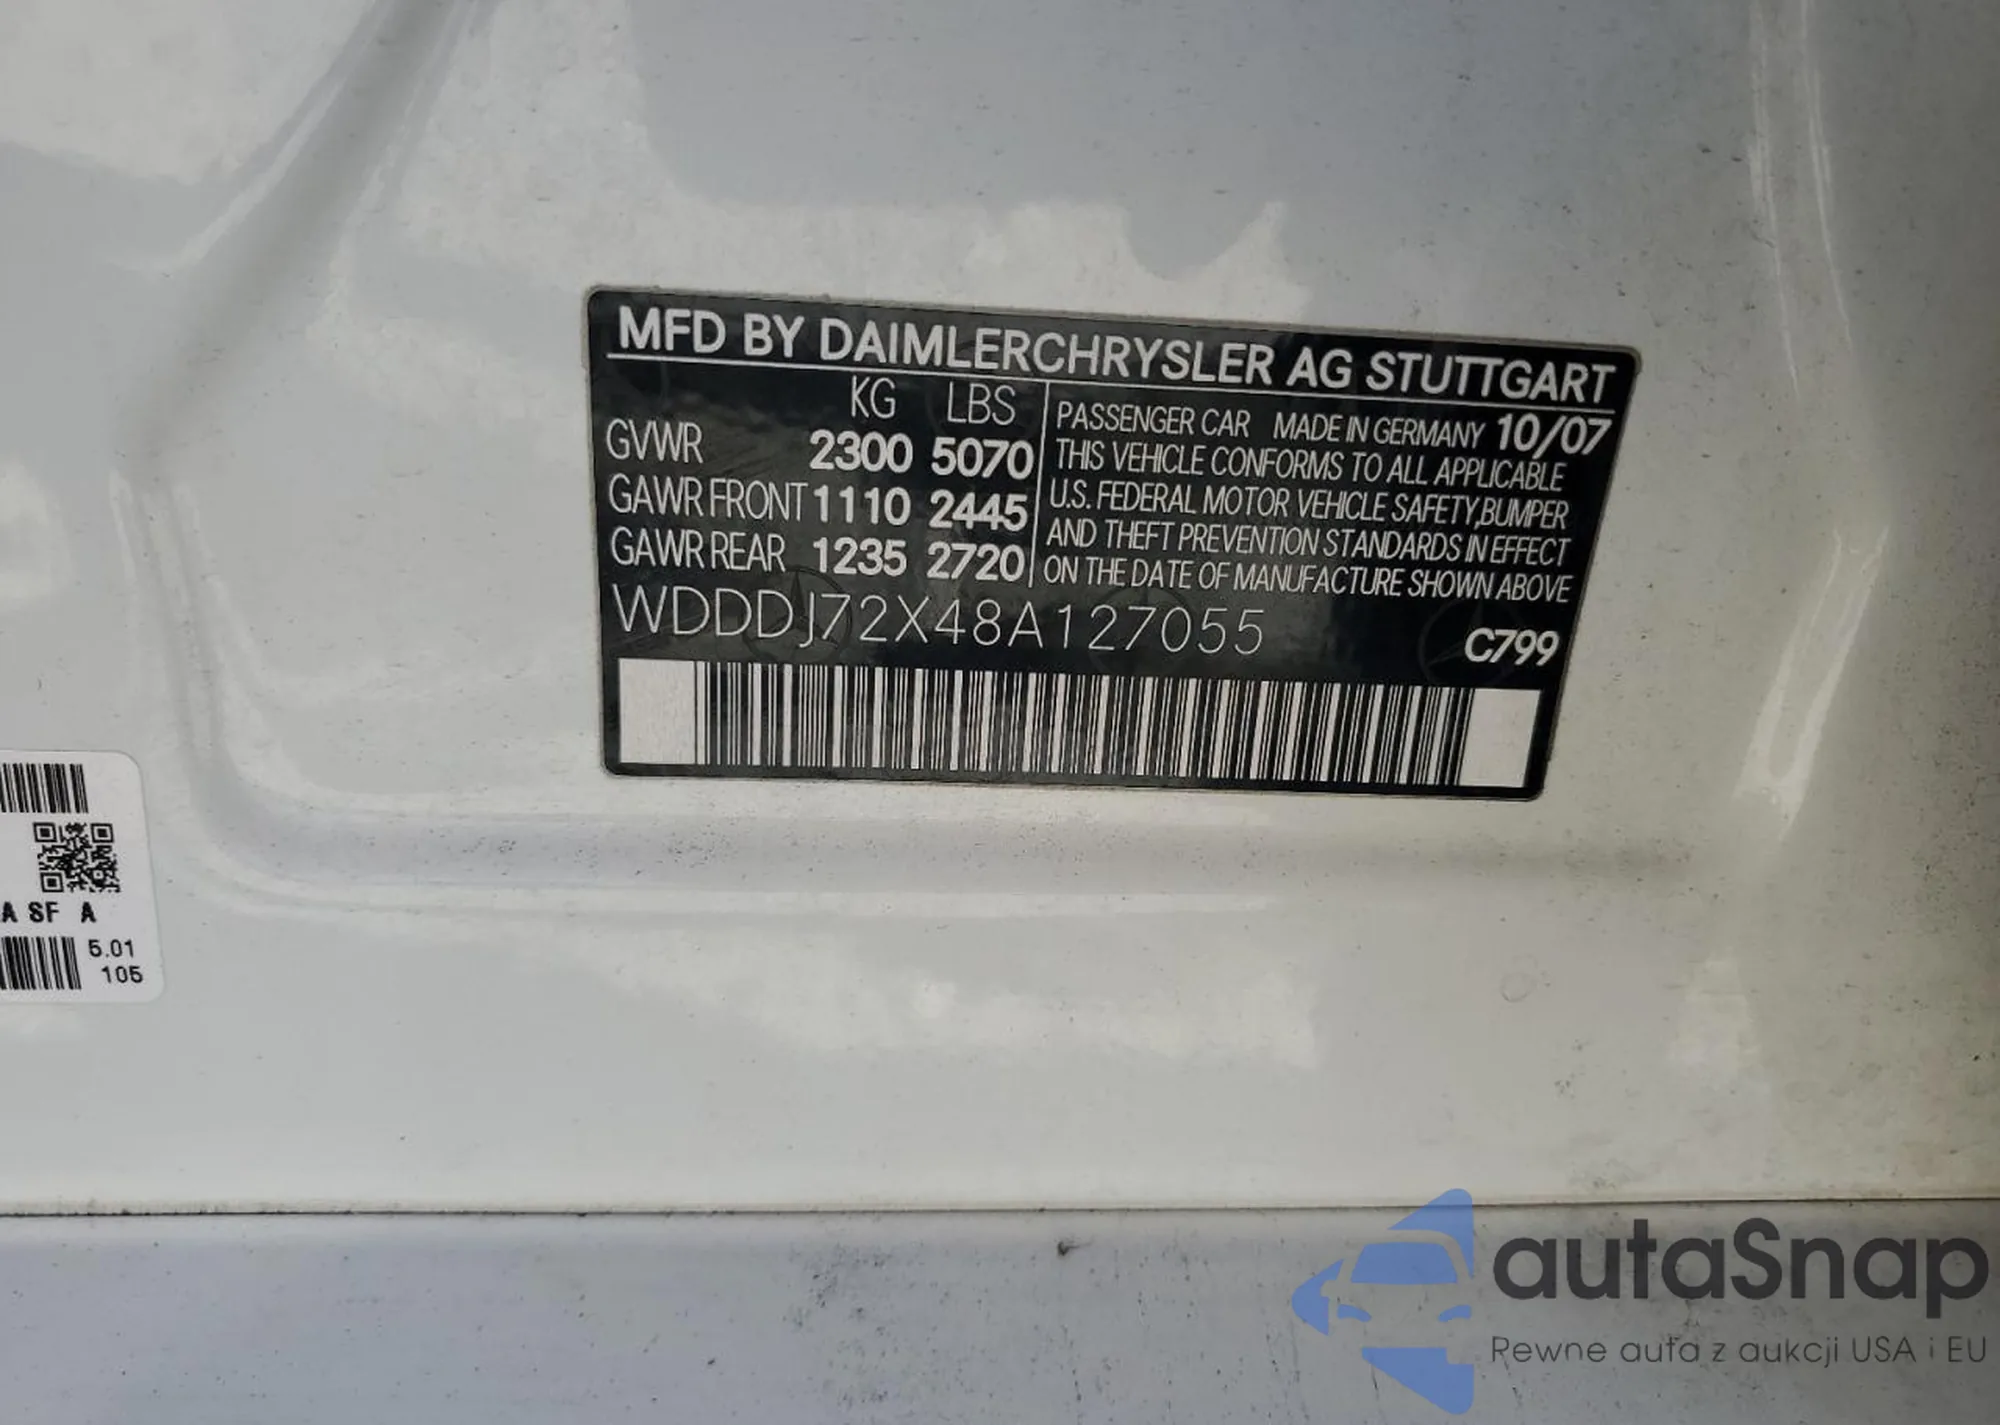 MFD BY DAIMLERCHRYSLER AG STUTTGART
KG LBS
GVWR 2300 5070
GAWR FRONT 1110 2445
GAWR REAR 1235 2720
PASSENGER CAR MADE IN GERMANY 10/07
THIS VEHICLE CONFORMS TO ALL APPLICABLE
U.S. FEDERAL MOTOR VEHICLE SAFETY,BUMPER
AND THEFT PREVENTION STANDARDS IN EFFECT
ON THE DATE OF MANUFACTURE SHOWN ABOVE
WDDDJ72X48A127055
C799
A SF A
5.01
105
autaSnap
Pewne auta z aukcji USA i EU